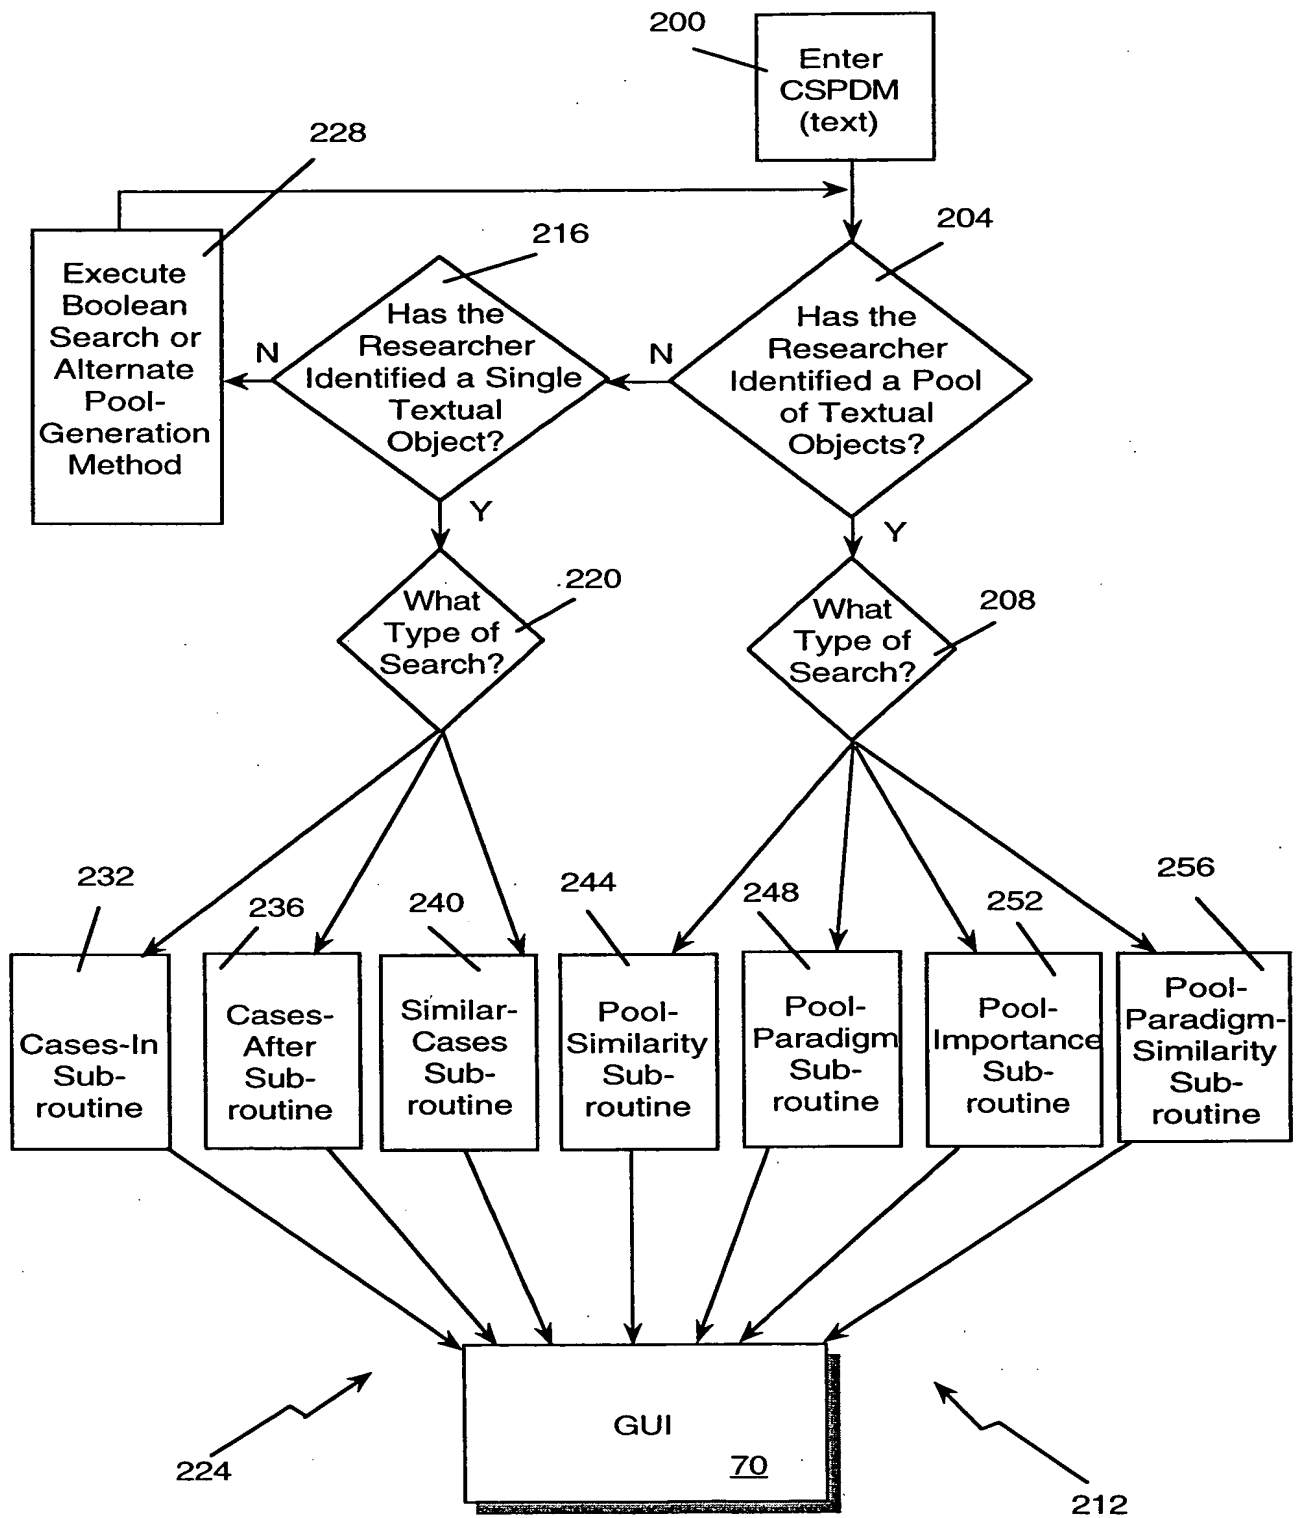 200
Enter
CSPDM
(text)
228
216
204
Execute
Boolean
Search or
Alternate
Pool-
Generation
Method
N
Has the
Researcher
Identified a Single
Textual
Object?
N
Has the
Researcher
Identified a Pool
of Textual
Objects?
Y
Y
220
What
Type of
Search?
208
What
Type of
Search?
232
236
240
244
248
252
256
Cases-In
Sub-
routine
Cases-
After
Sub-
routine
Similar-
Cases
Sub-
routine
Pool-
Similarity
Sub-
routine
Pool-
Paradigm
Sub-
routine
Pool-
Importance
Sub-
routine
Pool-
Paradigm-
Similarity
Sub-
routine
GUI
70
224
212